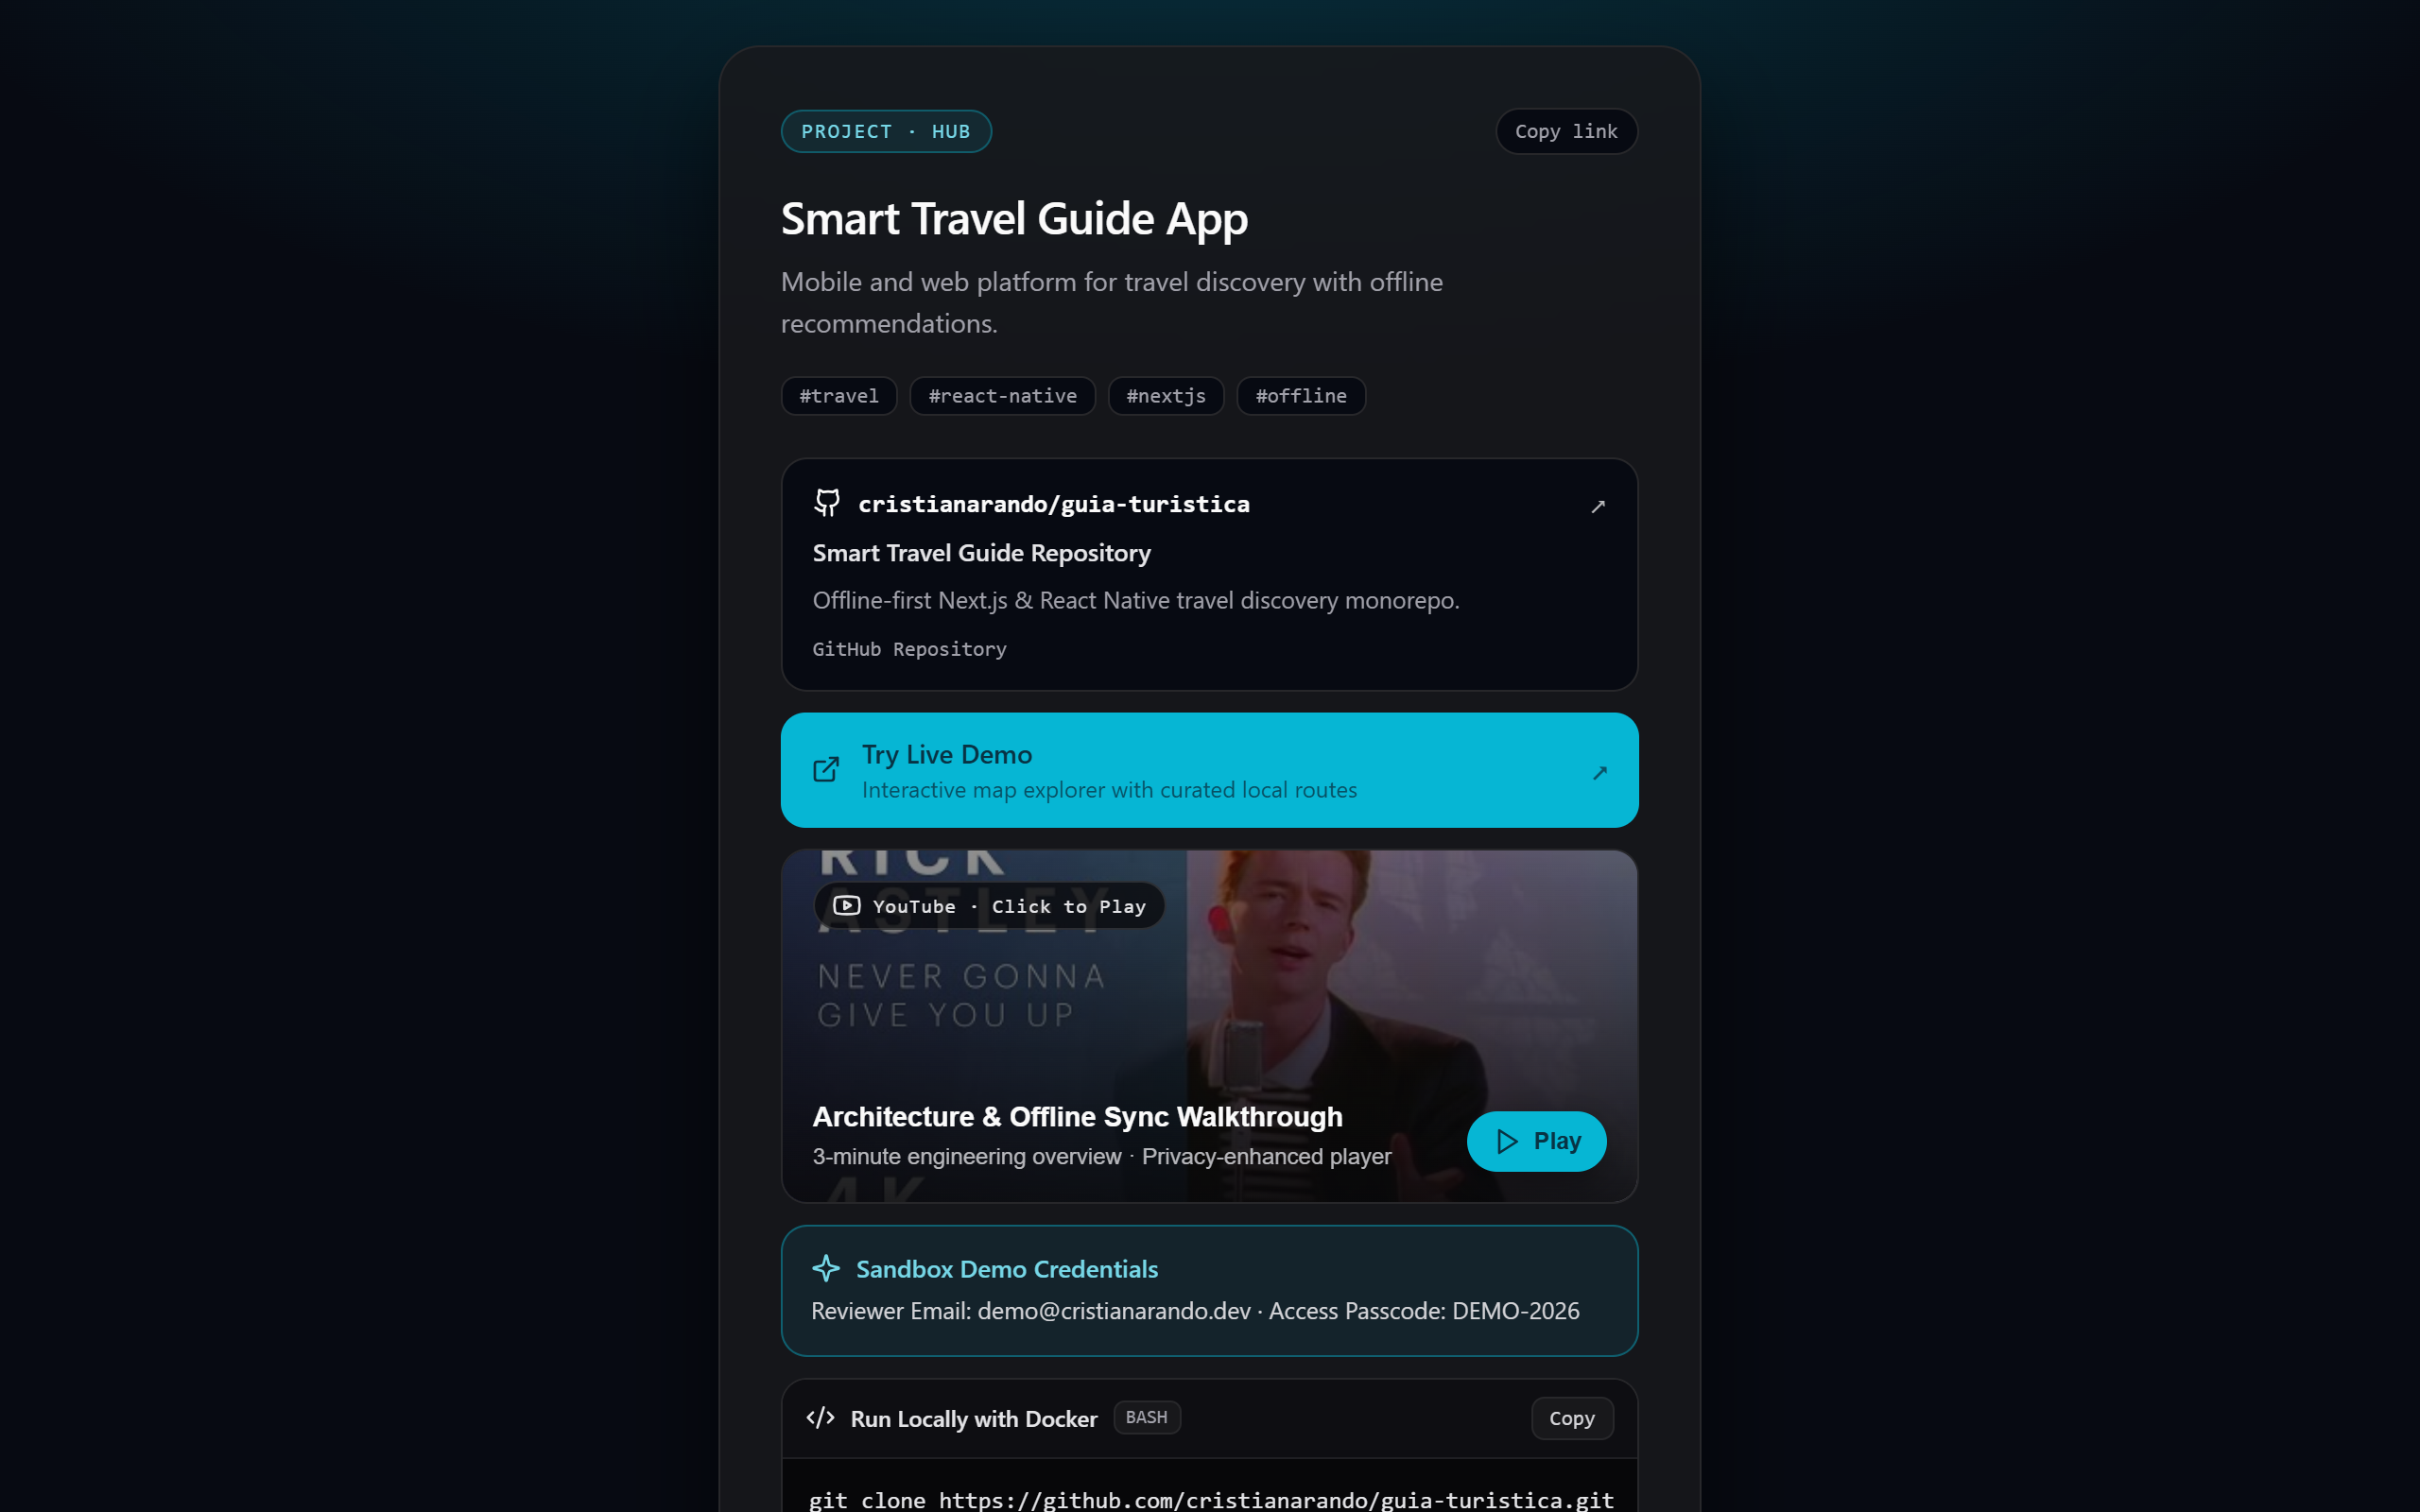 PROJECT · HUB
Copy link
Smart Travel Guide App
Mobile and web platform for travel discovery with offline
recommendations.
#travel
#react-native
#nextjs
#offline
cristianarando/guia-turistica
↗
Smart Travel Guide Repository
Offline-first Next.js & React Native travel discovery monorepo.
GitHub Repository
Try Live Demo
Interactive map explorer with curated local routes
↗
RICK
ASTLEY
YouTube · Click to Play
NEVER GONNA
GIVE YOU UP
Architecture & Offline Sync Walkthrough
3-minute engineering overview · Privacy-enhanced player
Play
4K
Sandbox Demo Credentials
Reviewer Email: demo@cristianarando.dev · Access Passcode: DEMO-2026
Run Locally with Docker
BASH
Copy
git clone https://github.com/cristianarando/guia-turistica.git